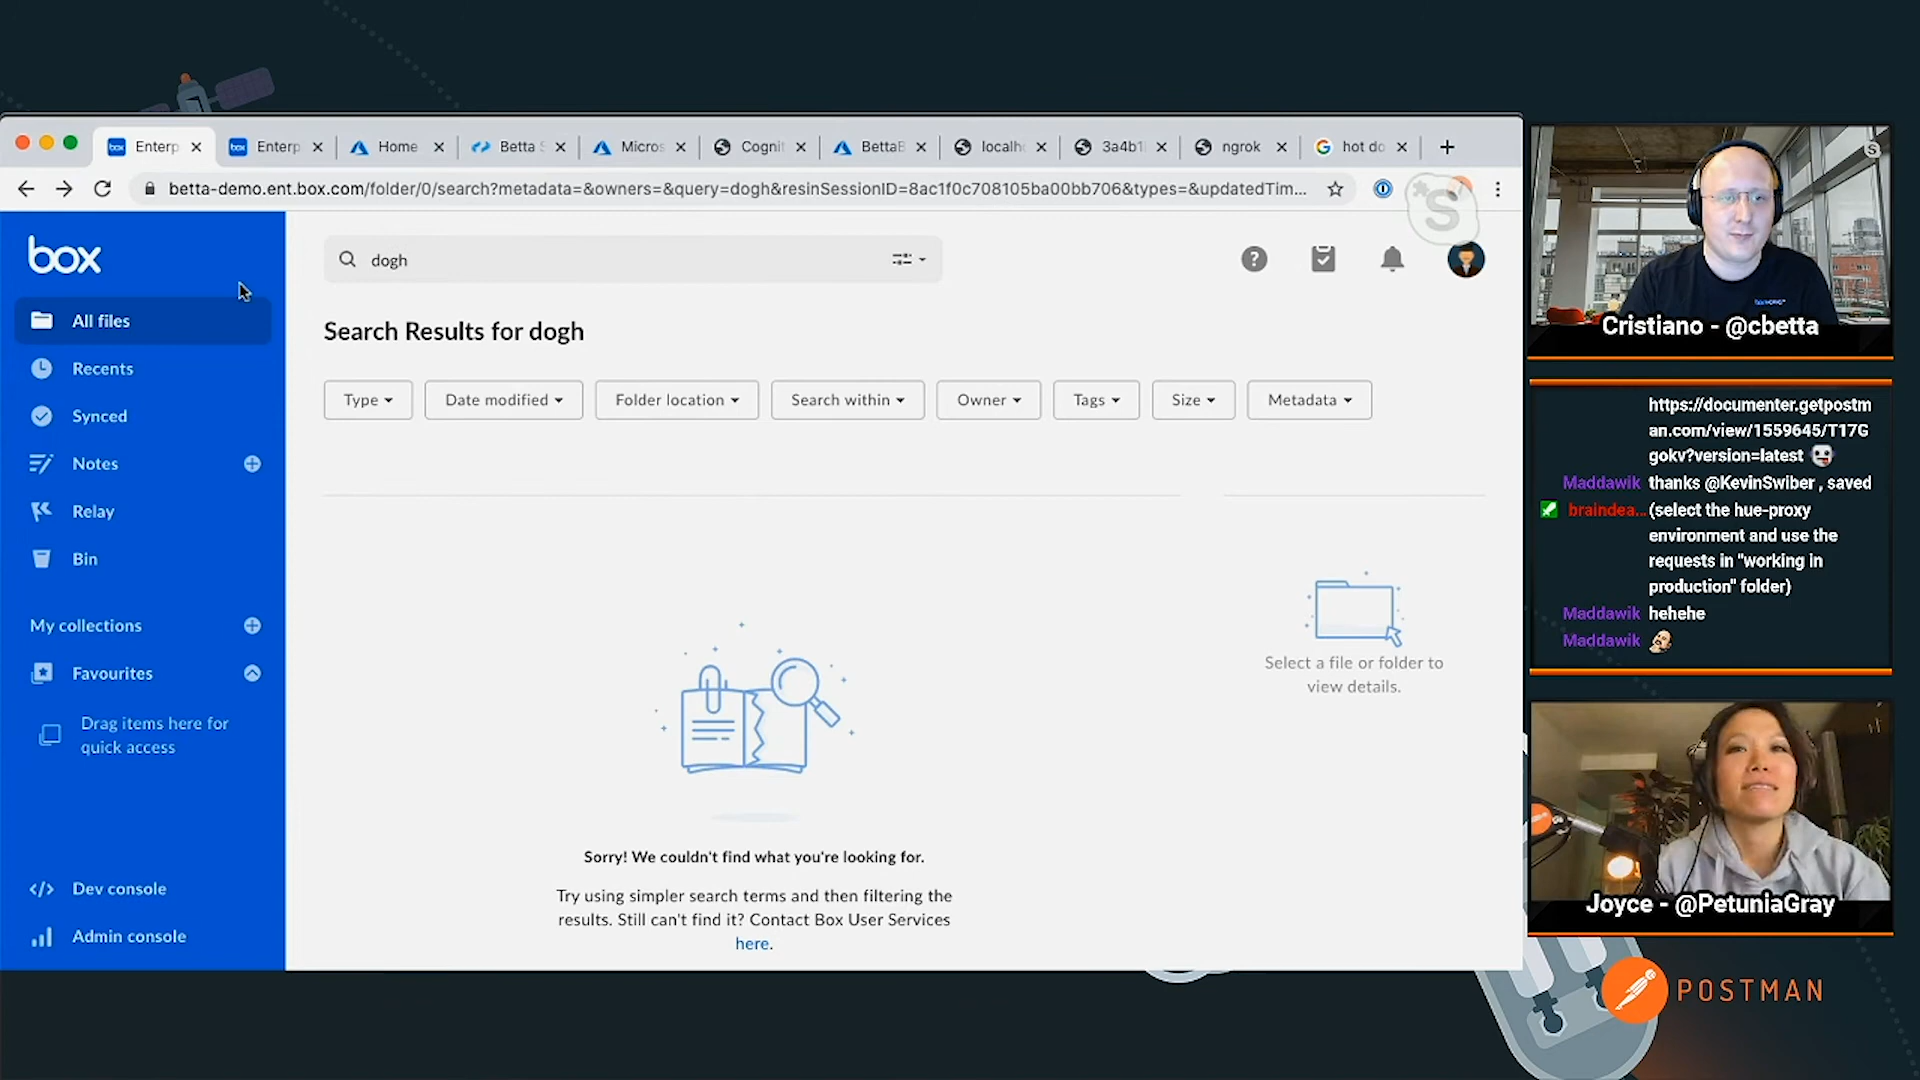 Enterp
Enterp
Home
Betta S
Micros
Cognit
BettaB
localh
3a4b1
ngrok
hot do
betta-demo.ent.box.com/folder/0/search?metadata=&owners=&query=dogh&resinSessionID=8ac1f0c708105ba00bb706&types=&updatedTim...
box
dogh
All files
Recents
Synced
Notes
Relay
Bin
My collections
Favourites
Drag items here for
quick access
Dev console
Admin console
Search Results for dogh
Type
Date modified
Folder location
Search within
Owner
Tags
Size
Metadata
Select a file or folder to
view details.
Sorry! We couldn't find what you're looking for.
Try using simpler search terms and then filtering the
results. Still can't find it? Contact Box User Services
here.
Cristiano - @cbetta
https://documenter.getpostm
an.com/view/1559645/T17G
gokv?version=latest
Maddawik thanks @KevinSwiber , saved
braindea... (select the hue-proxy
environment and use the
requests in "working in
production" folder)
Maddawik hehehe
Maddawik
Joyce - @PetuniaGray
POSTMAN